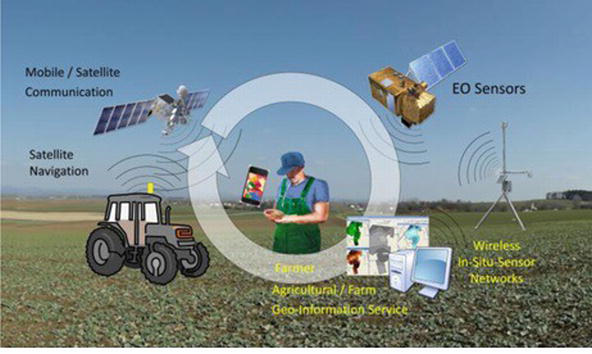 Mobile / Satellite
Communication
EO Sensors
Satellite
Navigation
Wireless
In-Situ-Sensor
Networks
Farmer
Agricultural / Farm
Geo-Information Service